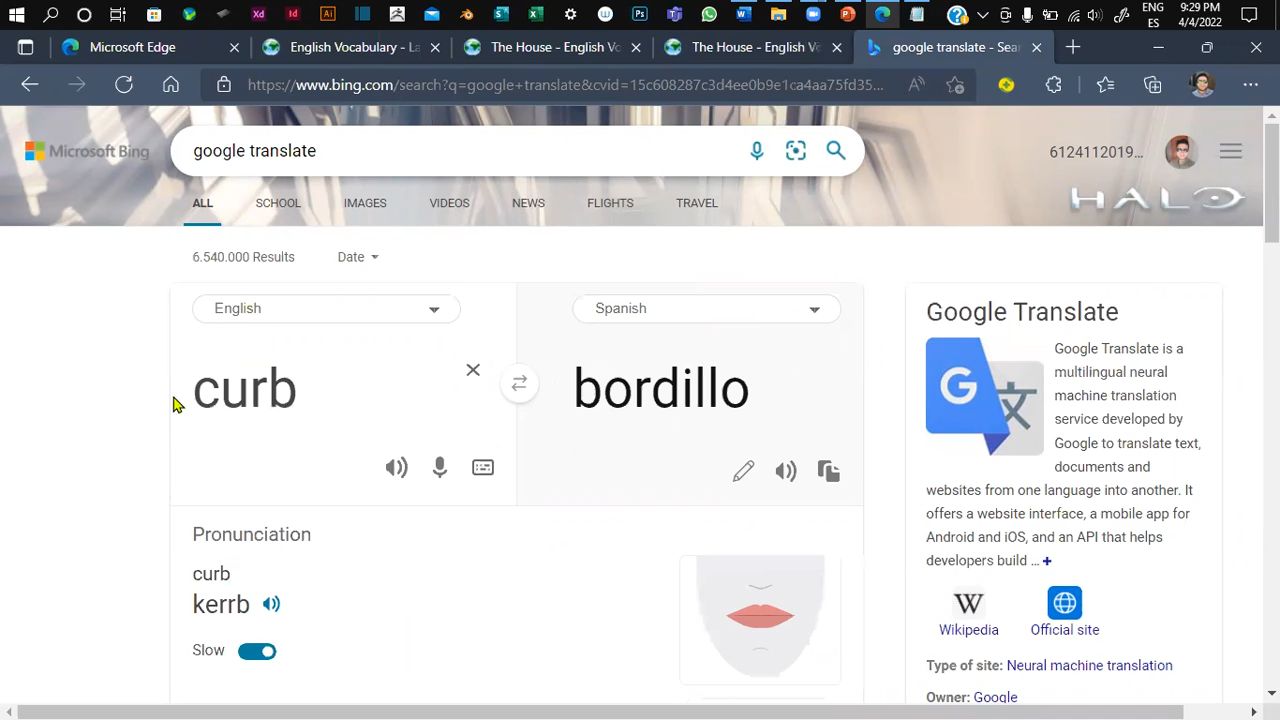 ENG
ES
9:29 PM
4/4/2022
Microsoft Edge
English Vocabulary - La
The House - English Vo
The House - English Vo
google translate - Sear
https://www.bing.com/search?q=google+translate&cvid=15c608287c3d4ee0b9e1ca4aa75fd35...
Microsoft Bing
google translate
6124112019...
HALO
ALL
SCHOOL
IMAGES
VIDEOS
NEWS
FLIGHTS
TRAVEL
6.540.000 Results
Date
English
Spanish
curb
bordillo
Pronunciation
curb
kerrb
Slow
Google Translate
Google Translate is a
multilingual neural
machine translation
service developed by
Google to translate text,
documents and
websites from one language into another. It
offers a website interface, a mobile app for
Android and iOS, and an API that helps
developers build ... +
Wikipedia
Official site
Type of site: Neural machine translation
Owner: Google